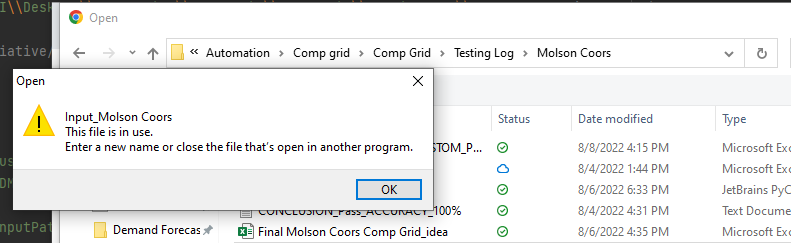 I\\Desk
Open
iative/
Automation > Comp grid > Comp Grid > Testing Log > Molson Coors
Open
Input_Molson Coors
This file is in use.
Enter a new name or close the file that's open in another program.
OK
Status
Date modified
Type
STOM_P...
8/8/2022 4:15 PM
Microsoft Exc
8/4/2022 1:44 PM
Microsoft Exc
us
8/6/2022 6:33 PM
JetBrains PyC
DM
CONCLUSION_Pass_ACCURACY_100%
8/4/2022 4:31 PM
Text Docume
nputPat
Demand Forecas
Final Molson Coors Comp Grid_idea
8/6/2022 4:35 PM
Microsoft Exc